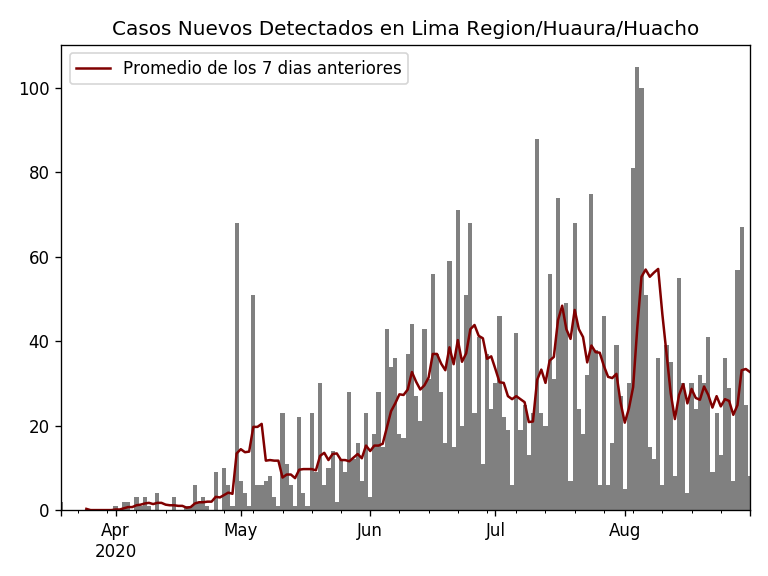 Casos Nuevos Detectados en Lima Region/Huaura/Huacho
Promedio de los 7 dias anteriores
100
80
60
40
20
0
Apr
2020
May
Jun
Jul
Aug